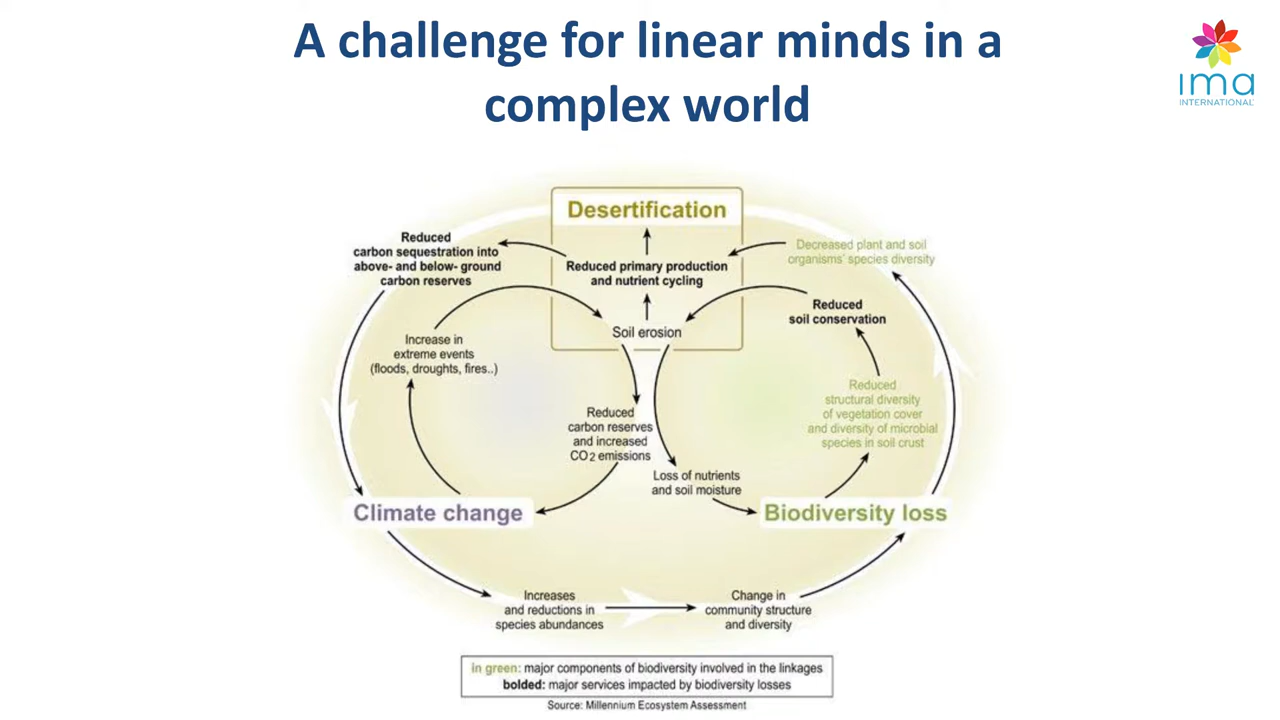 A challenge for linear minds in a
complex world
ima
INTERNATIONAL
Desertification
Reduced
carbon sequestration into
above- and below- ground
carbon reserves
Reduced primary production
and nutrient cycling
Decreased plant and soil
organisms' species diversity
Reduced
soil conservation
Soil erosion
Increase in
extreme events
(floods, droughts, fires..)
Reduced
structural diversity
of vegetation cover
and diversity of microbial
species in soil crust
Reduced
carbon reserves
and increased
CO2 emissions
Loss of nutrients
and soil moisture
Climate change
Biodiversity loss
Increases
and reductions in
species abundances
Change in
community structure
and diversity
in green: major components of biodiversity involved in the linkages
bolded: major services impacted by biodiversity losses
Source: Millennium Ecosystem Assessment